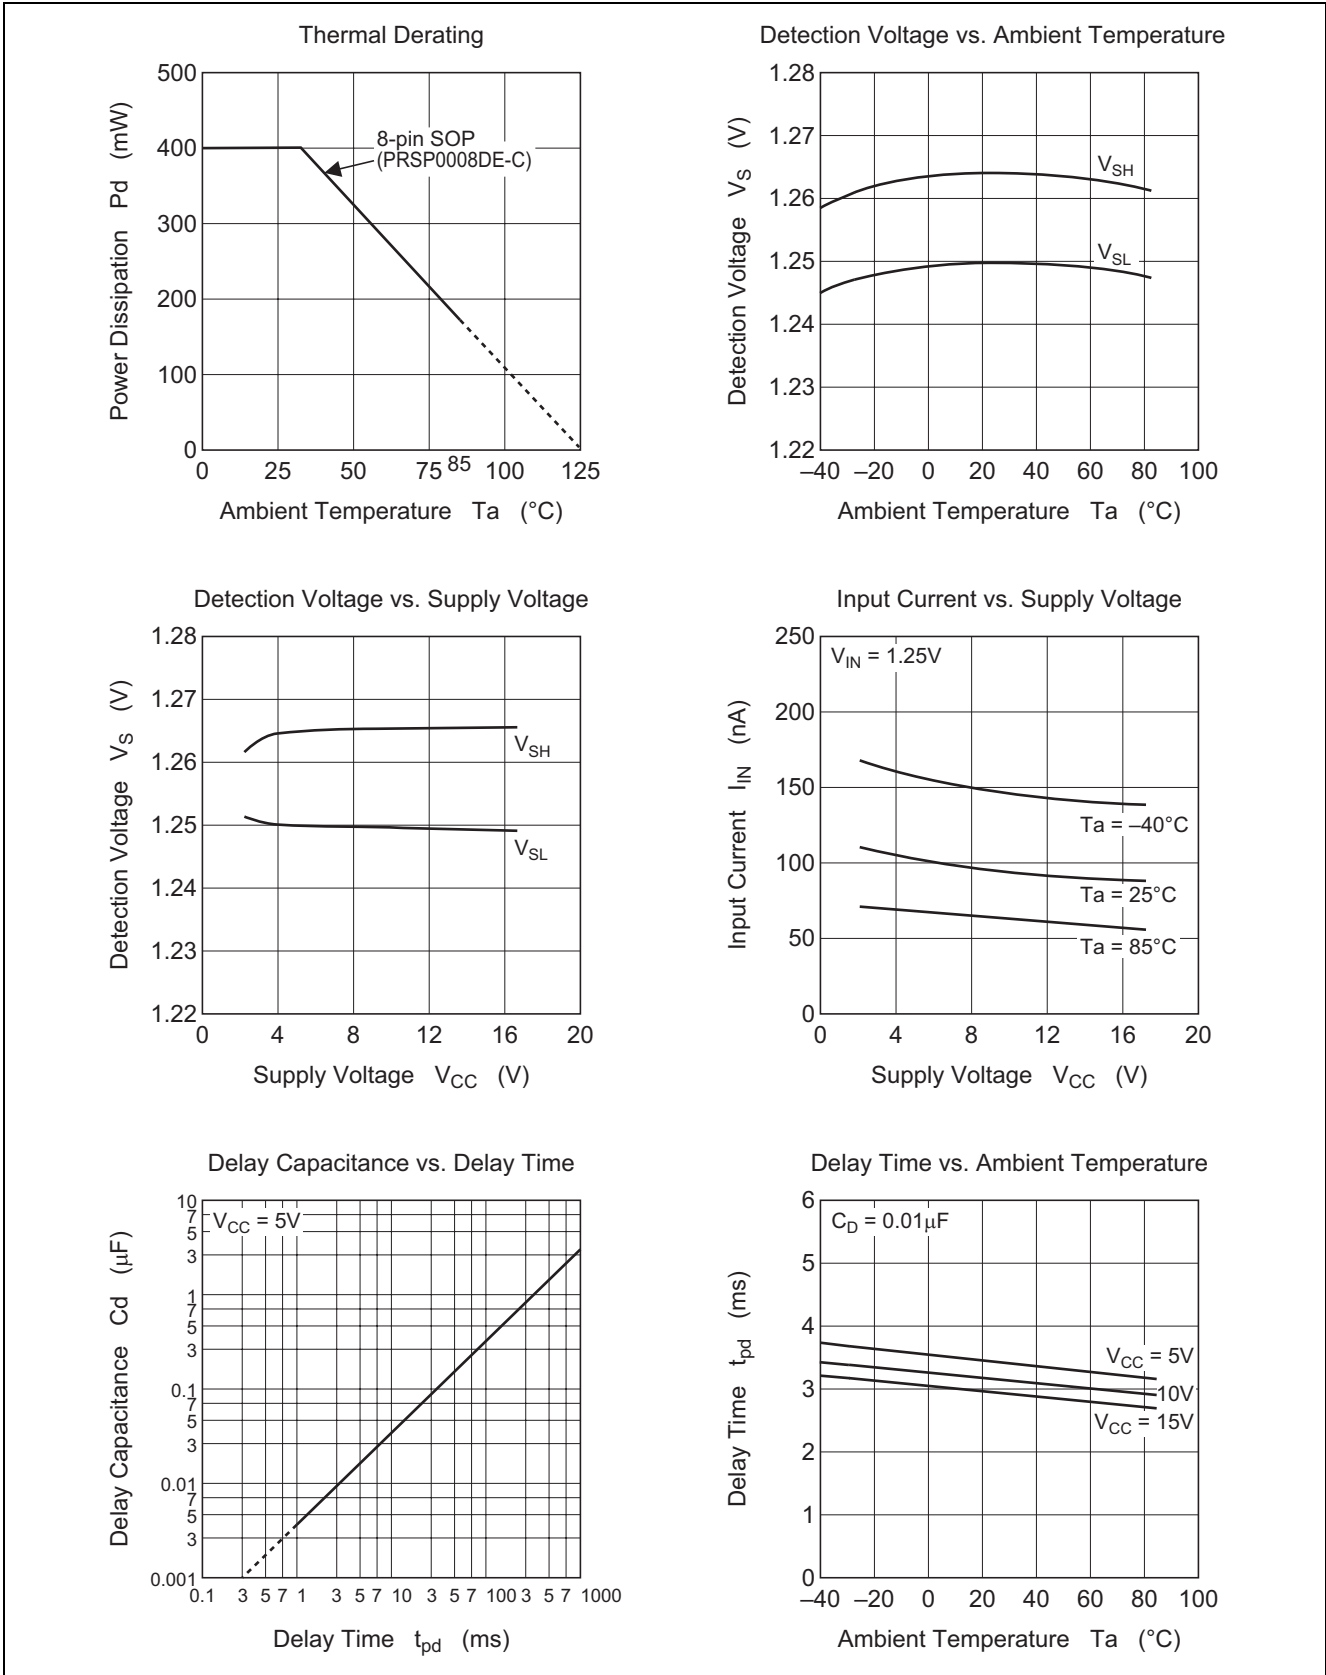 Thermal Derating
500
400
300
200
100
0
0 25 50 75 85 100 125
Power Dissipation Pd (mW)
8-pin SOP
(PRSP0008DE-C)
Ambient Temperature Ta (°C)
Detection Voltage vs. Ambient Temperature
1.28
1.27
1.26
1.25
1.24
1.23
1.22
–40 –20 0 20 40 60 80 100
Detection Voltage VS (V)
VSH
VSL
Ambient Temperature Ta (°C)
Detection Voltage vs. Supply Voltage
1.28
1.27
1.26
1.25
1.24
1.23
1.22
0 4 8 12 16 20
Detection Voltage VS (V)
VSH
VSL
Supply Voltage VCC (V)
Input Current vs. Supply Voltage
250
200
150
100
50
0
0 4 8 12 16 20
Input Current IIN (nA)
VIN = 1.25V
Ta = –40°C
Ta = 25°C
Ta = 85°C
Supply Voltage VCC (V)
Delay Capacitance vs. Delay Time
10
7
5
3
1
7
5
3
0.1
7
5
3
0.01
7
5
3
0.001
0.1 3 5 7 1 3 5 7 10 3 5 7 100 3 5 7 1000
Delay Capacitance Cd (μF)
VCC = 5V
Delay Time tpd (ms)
Delay Time vs. Ambient Temperature
6
5
4
3
2
1
0
–40 –20 0 20 40 60 80 100
Delay Time tpd (ms)
CD = 0.01μF
VCC = 5V
10V
VCC = 15V
Ambient Temperature Ta (°C)